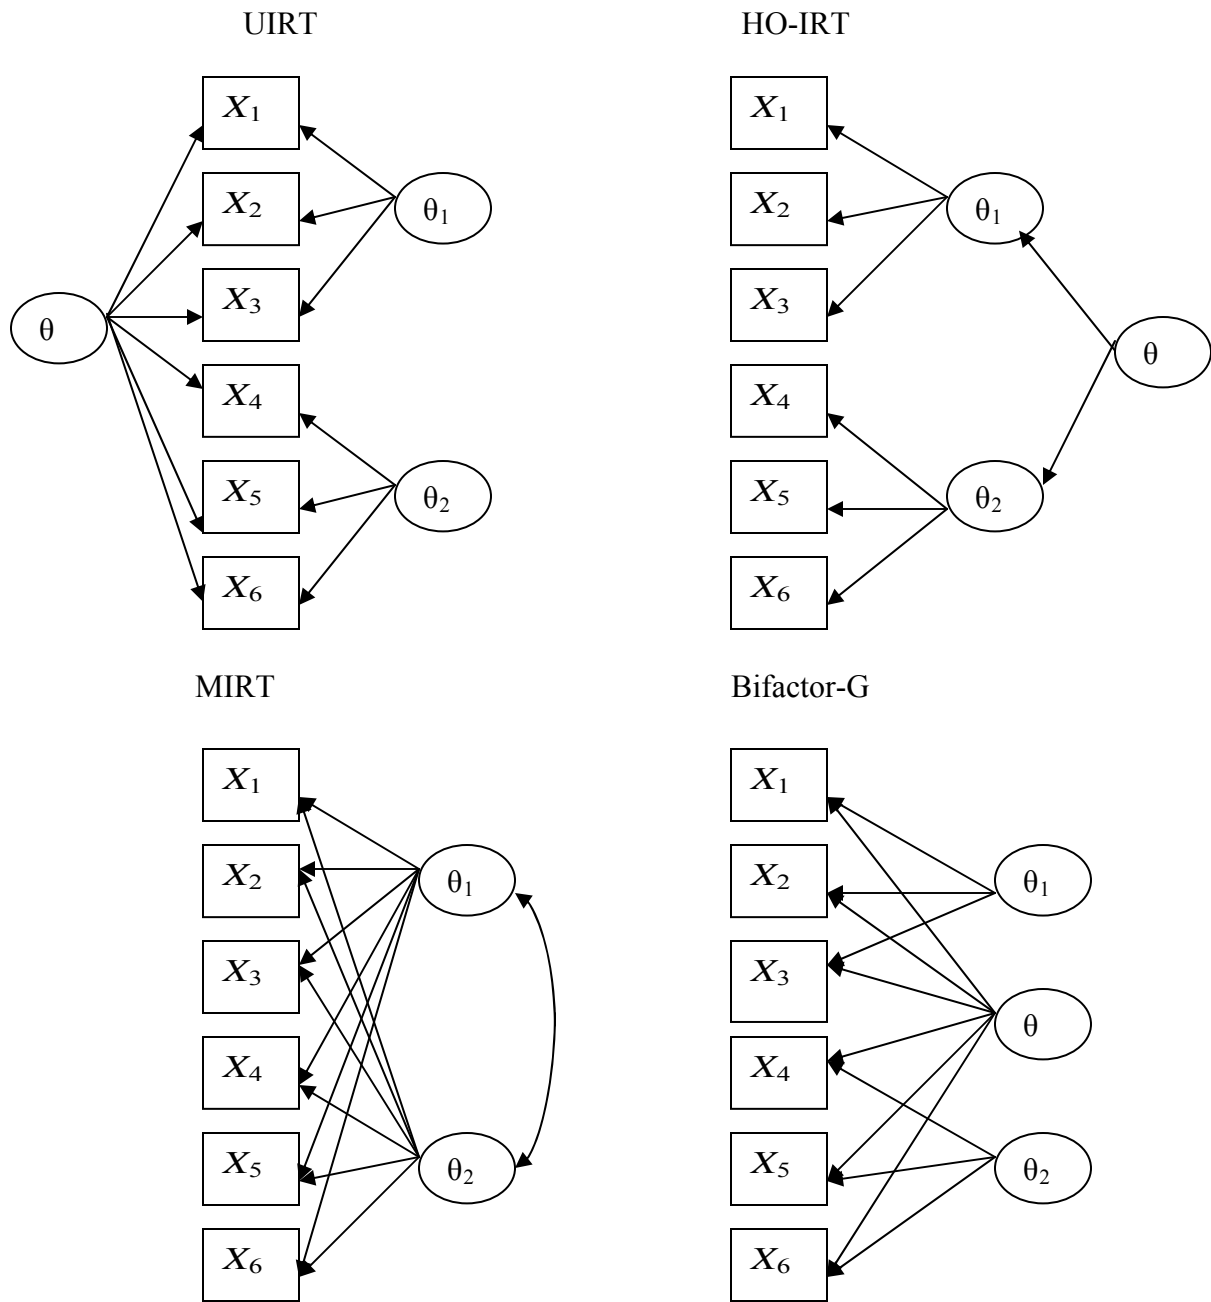 UIRT
X1
X2
θ1
X3
θ
X4
X5
θ2
X6
HO-IRT
X1
X2
θ1
X3
θ
X4
X5
θ2
X6
MIRT
X1
X2
θ1
X3
X4
X5
θ2
X6
Bifactor-G
X1
X2
θ1
X3
θ
X4
X5
θ2
X6